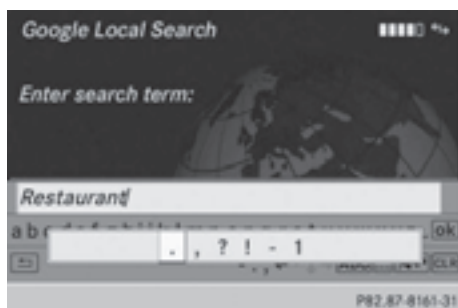 Google Local Search
Enter search term:
Restaurant
a b ok
. , ? ! - 1
CLR
P82.87-8161-31